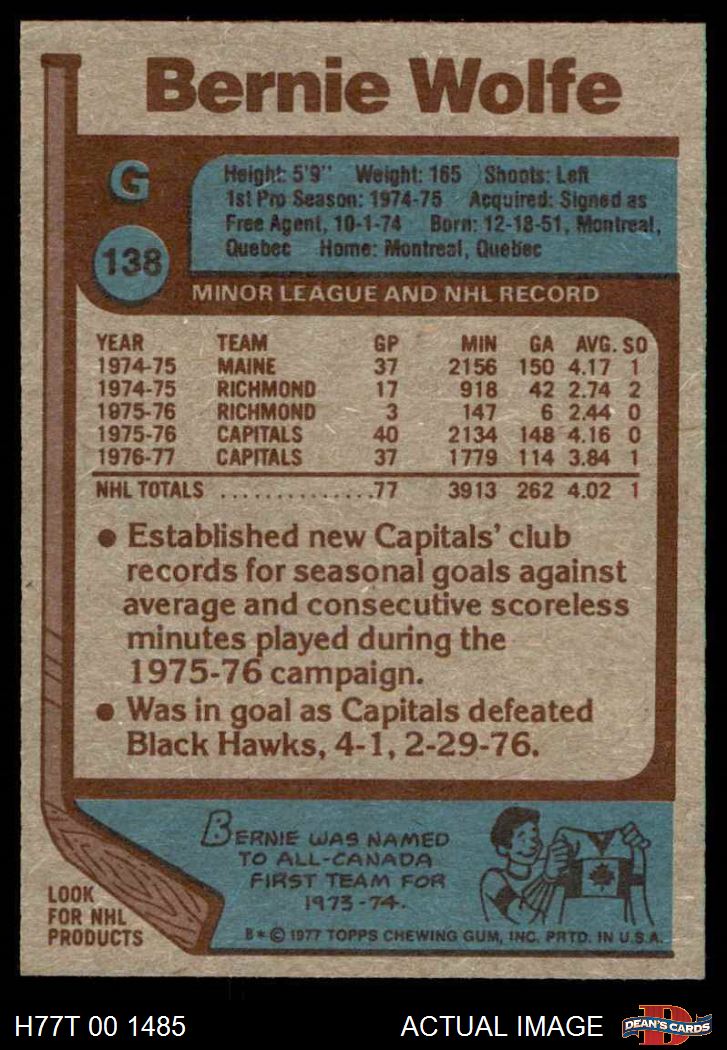 Bernie Wolfe
G
138
Height: 5'9" Weight: 165 Shoots: Left
1st Pro Season: 1974-75 Acquired: Signed as
Free Agent, 10-1-74 Born: 12-18-51, Montreal,
Quebec Home: Montreal, Quebec
MINOR LEAGUE AND NHL RECORD
YEAR TEAM GP MIN GA AVG. SO
1974-75 MAINE 37 2156 150 4.17 1
1974-75 RICHMOND 17 918 42 2.74 2
1975-76 RICHMOND 3 147 6 2.44 0
1975-76 CAPITALS 40 2134 148 4.16 0
1976-77 CAPITALS 37 1779 114 3.84 1
NHL TOTALS ...............77 3913 262 4.02 1
● Established new Capitals' club
records for seasonal goals against
average and consecutive scoreless
minutes played during the
1975-76 campaign.
● Was in goal as Capitals defeated
Black Hawks, 4-1, 2-29-76.
BERNIE WAS NAMED
TO ALL-CANADA
FIRST TEAM FOR
1973-74.
LOOK
FOR NHL
PRODUCTS
B*© 1977 TOPPS CHEWING GUM, INC. PRTD. IN U.S.A.
H77T 00 1485 ACTUAL IMAGE
D
DEAN'S CARDS